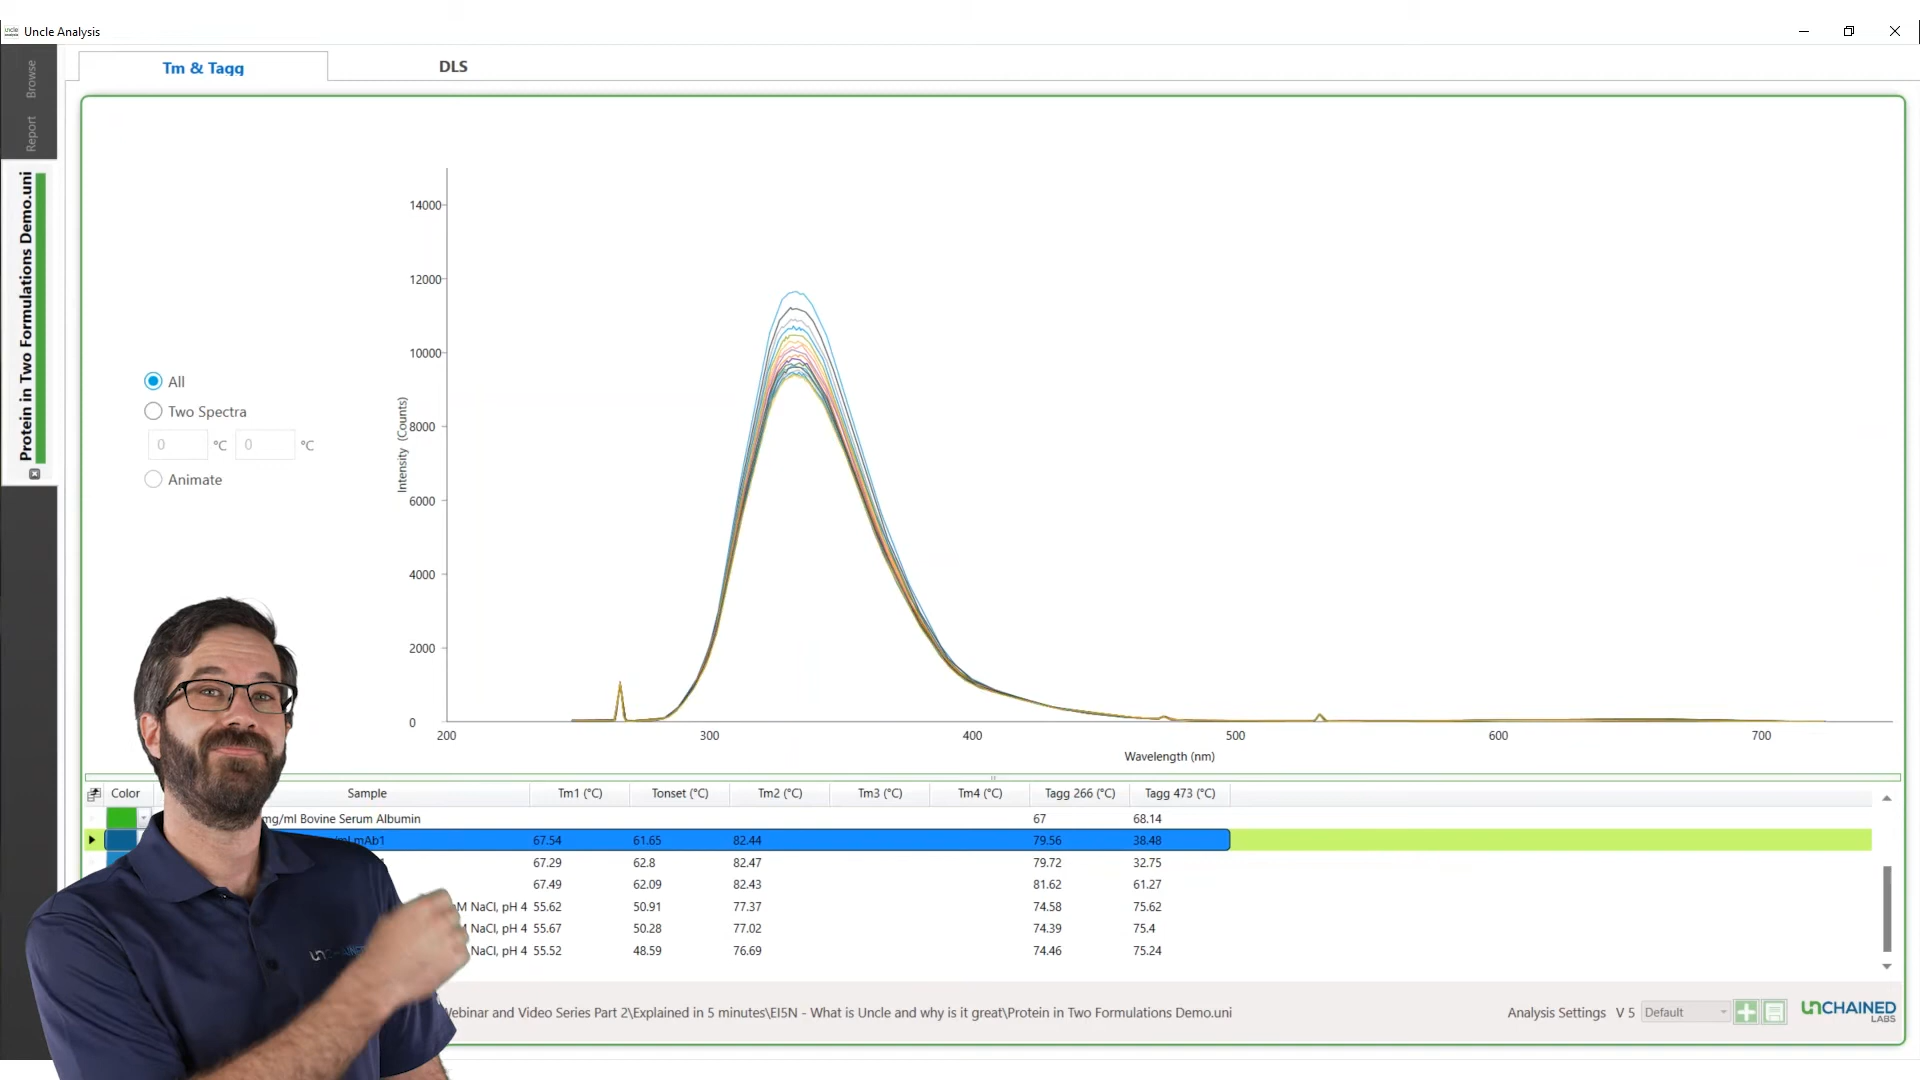 Uncle Analysis
Browse
Report
Protein in Two Formulations Demo.uni
Tm & Tagg
DLS
All
Two Spectra
0 °C 0 °C
Animate
Intensity (Counts)
14000
12000
10000
8000
6000
4000
2000
0
200 300 400 500 600 700
Wavelength (nm)
Color Sample Tm1 (°C) Tonset (°C) Tm2 (°C) Tm3 (°C) Tm4 (°C) Tagg 266 (°C) Tagg 473 (°C)
mg/ml Bovine Serum Albumin 67 68.14
mAb1 67.54 61.65 82.44 79.56 38.48
67.29 62.8 82.47 79.72 32.75
67.49 62.09 82.43 81.62 61.27
NaCl, pH 4 55.62 50.91 77.37 74.58 75.62
NaCl, pH 4 55.67 50.28 77.02 74.39 75.4
NaCl, pH 4 55.52 48.59 76.69 74.46 75.24
Webinar and Video Series Part 2\Explained in 5 minutes\EI5N - What is Uncle and why is it great\Protein in Two Formulations Demo.uni
Analysis Settings V 5 Default
UNCHAINED
LABS